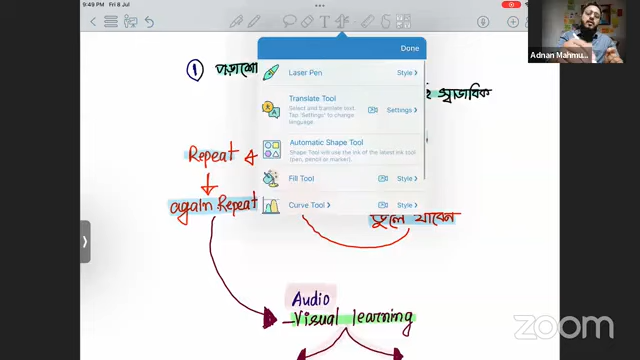 9:49 PM Fri 8 Jul
Done
Adnan Mahmu...
Laser Pen
Style >
① পড়াশো
Translate Tool
Select and translate text.
Tap "Settings" to change
language.
Settings >
স্বাভাবিক
Automatic Shape Tool
Shape Tool will use the ink of the latest ink tool
(pen, pencil or marker).
Repeat
Fill Tool
Style >
again Repeat
Curve Tool >
Style >
ভুলে যাবেন
Audio
-Visual learning
zoom